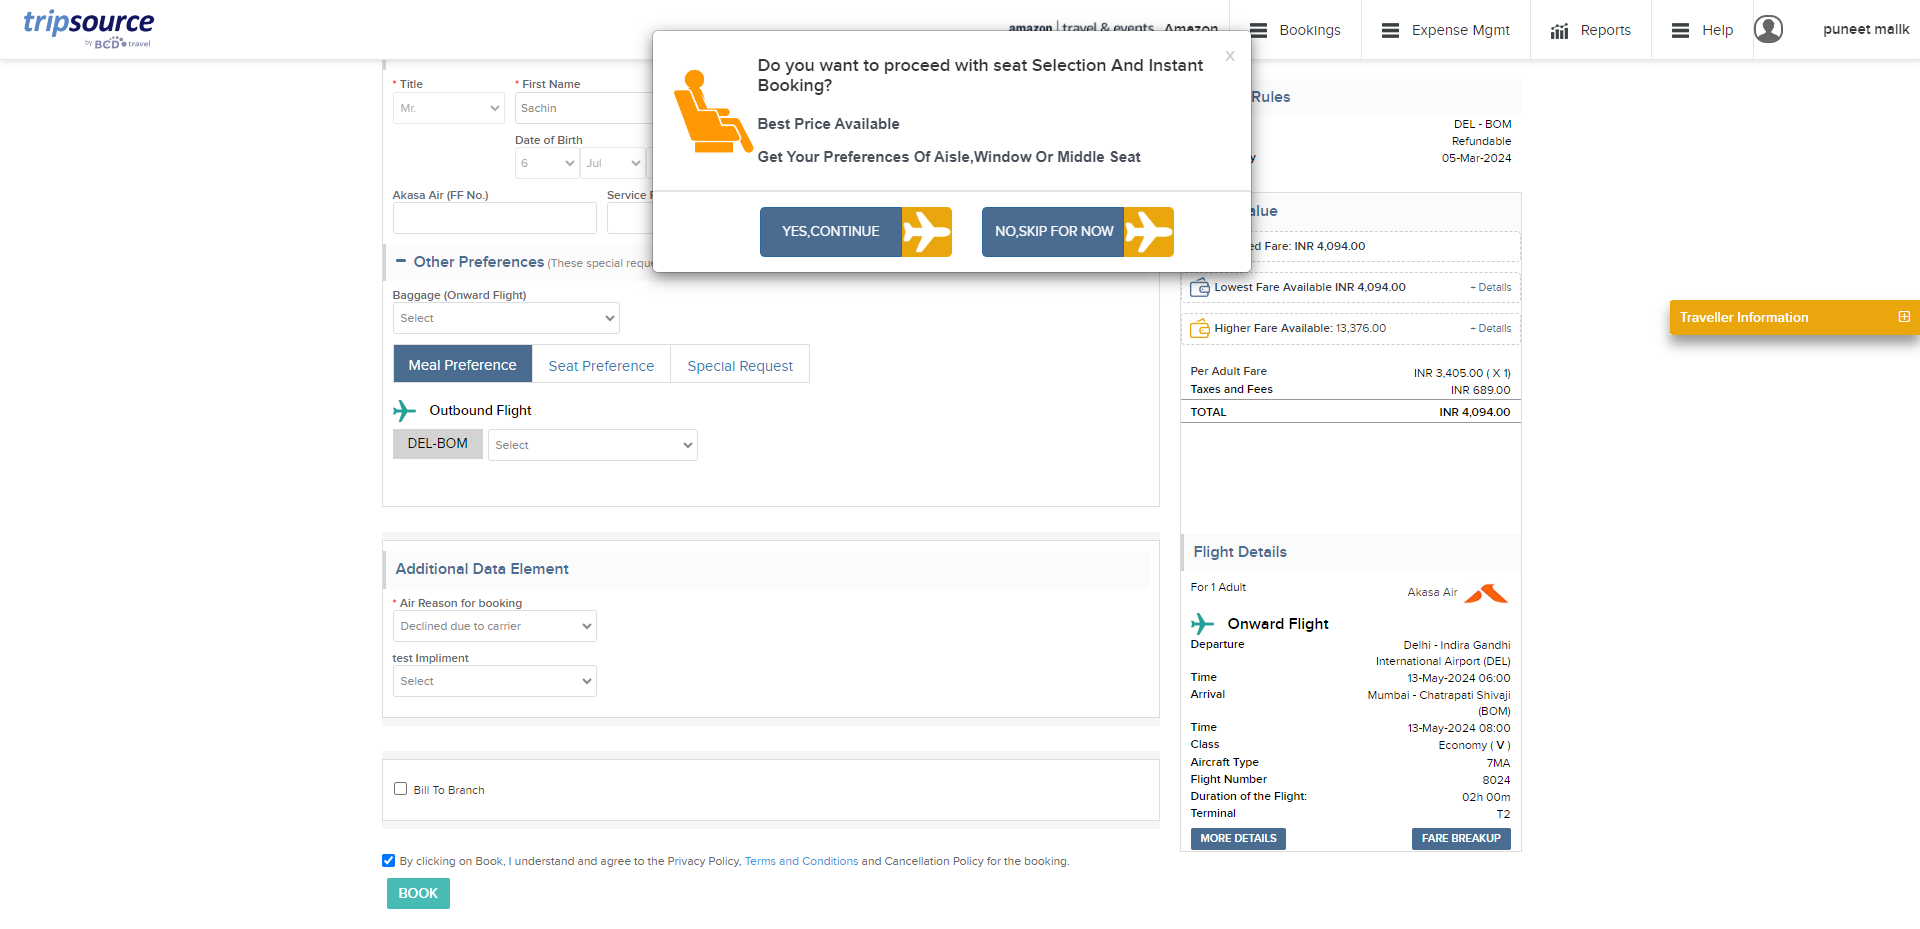 tripsource
by BCD travel
amazon | travel & events Amazon
Bookings
Expense Mgmt
Reports
Help
puneet malik
x
Do you want to proceed with seat Selection And Instant
Booking?
Best Price Available
Get Your Preferences Of Aisle,Window Or Middle Seat
YES,CONTINUE
NO,SKIP FOR NOW
* Title
* First Name
Mr.
Sachin
Date of Birth
6
Jul
Akasa Air (FF No.)
Service
Other Preferences (These special requ
Baggage (Onward Flight)
Select
Meal Preference
Seat Preference
Special Request
Outbound Flight
DEL-BOM
Select
Additional Data Element
* Air Reason for booking
Declined due to carrier
test Impliment
Select
Bill To Branch
By clicking on Book, I understand and agree to the Privacy Policy, Terms and Conditions and Cancellation Policy for the booking.
BOOK
Rules
DEL - BOM
Refundable
y 05-Mar-2024
alue
ed Fare: INR 4,094.00
Lowest Fare Available INR 4,094.00 + Details
Higher Fare Available: 13,376.00 + Details
Per Adult Fare INR 3,405.00 ( X 1)
Taxes and Fees INR 689.00
TOTAL INR 4,094.00
Flight Details
For 1 Adult Akasa Air
Onward Flight
Departure Delhi - Indira Gandhi
International Airport (DEL)
Time 13-May-2024 06:00
Arrival Mumbai - Chatrapati Shivaji
(BOM)
Time 13-May-2024 08:00
Class Economy ( V )
Aircraft Type 7MA
Flight Number 8024
Duration of the Flight: 02h 00m
Terminal T2
MORE DETAILS
FARE BREAKUP
Traveller Information